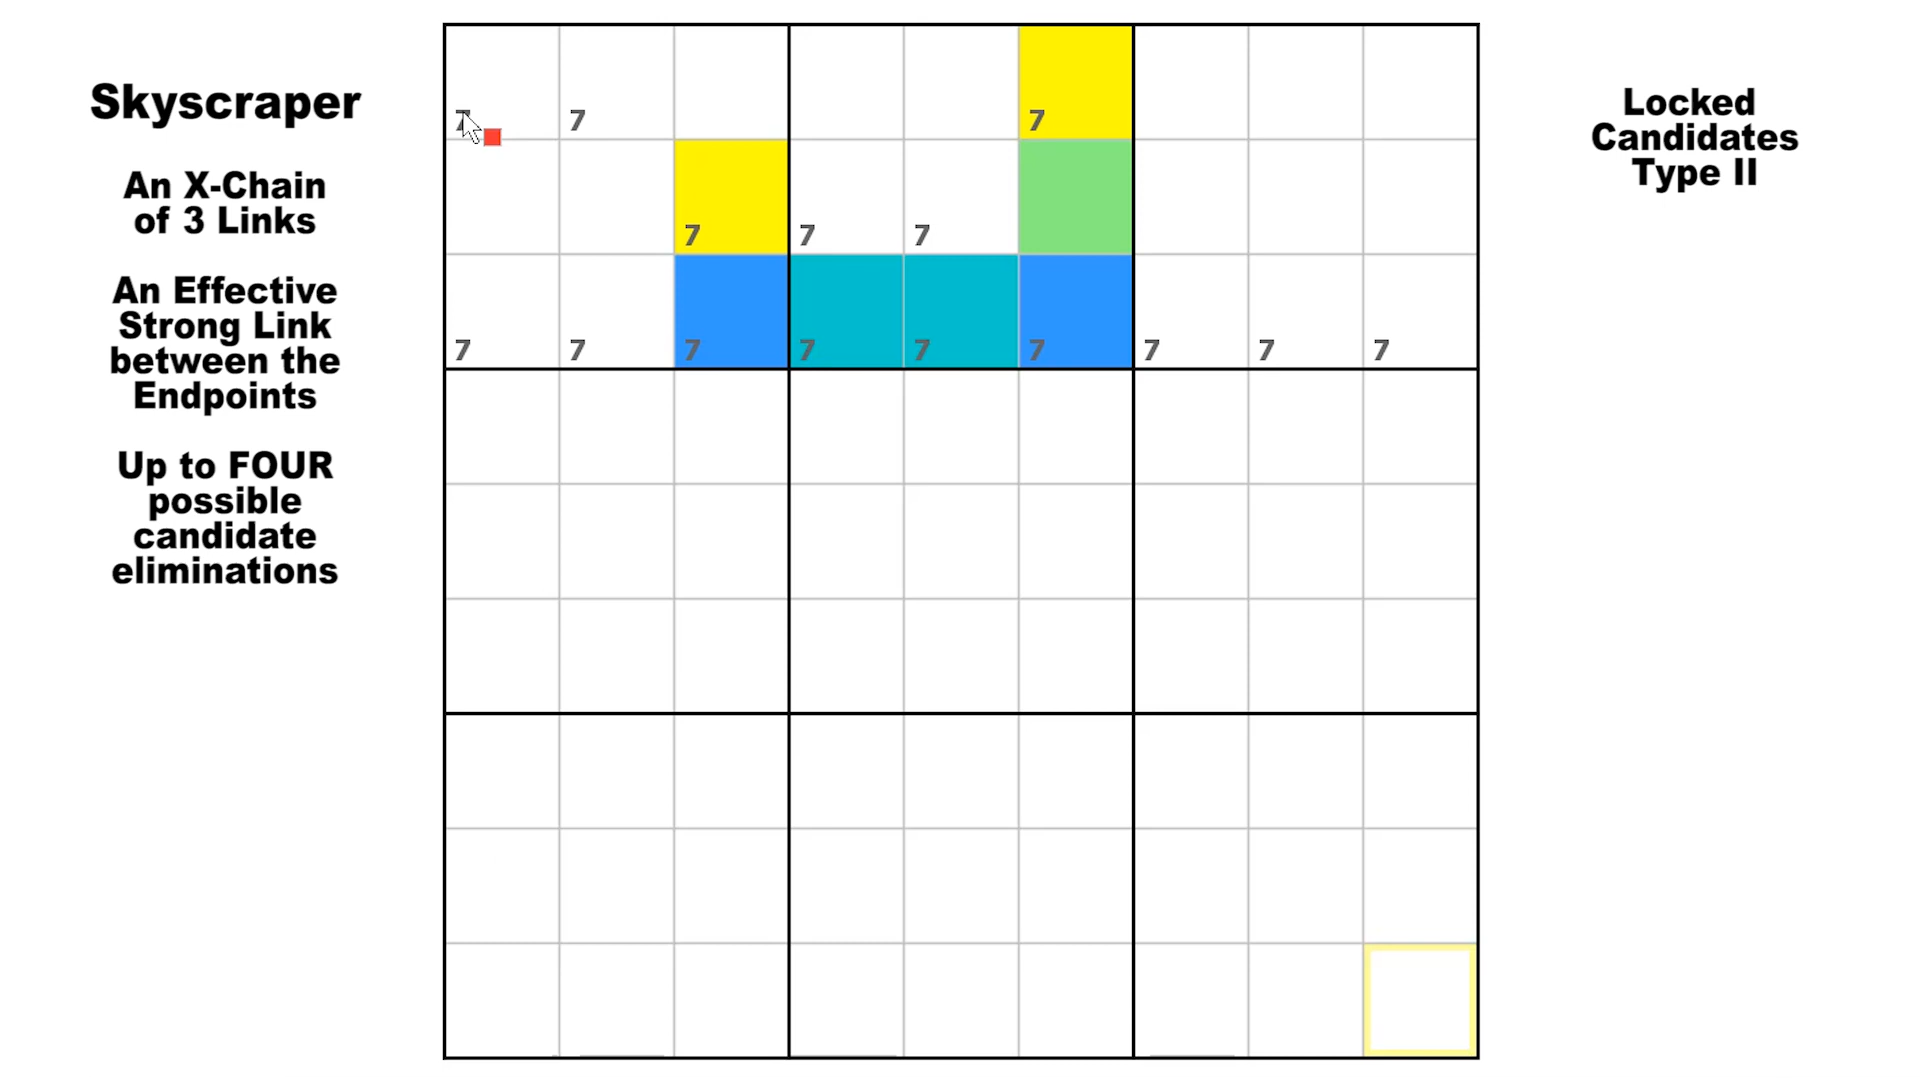 Skyscraper
An X-Chain
of 3 Links
An Effective
Strong Link
between the
Endpoints
Up to FOUR
possible
candidate
eliminations
7 7 7
7 7 7
7 7 7 7 7 7 7 7 7
Locked
Candidates
Type II